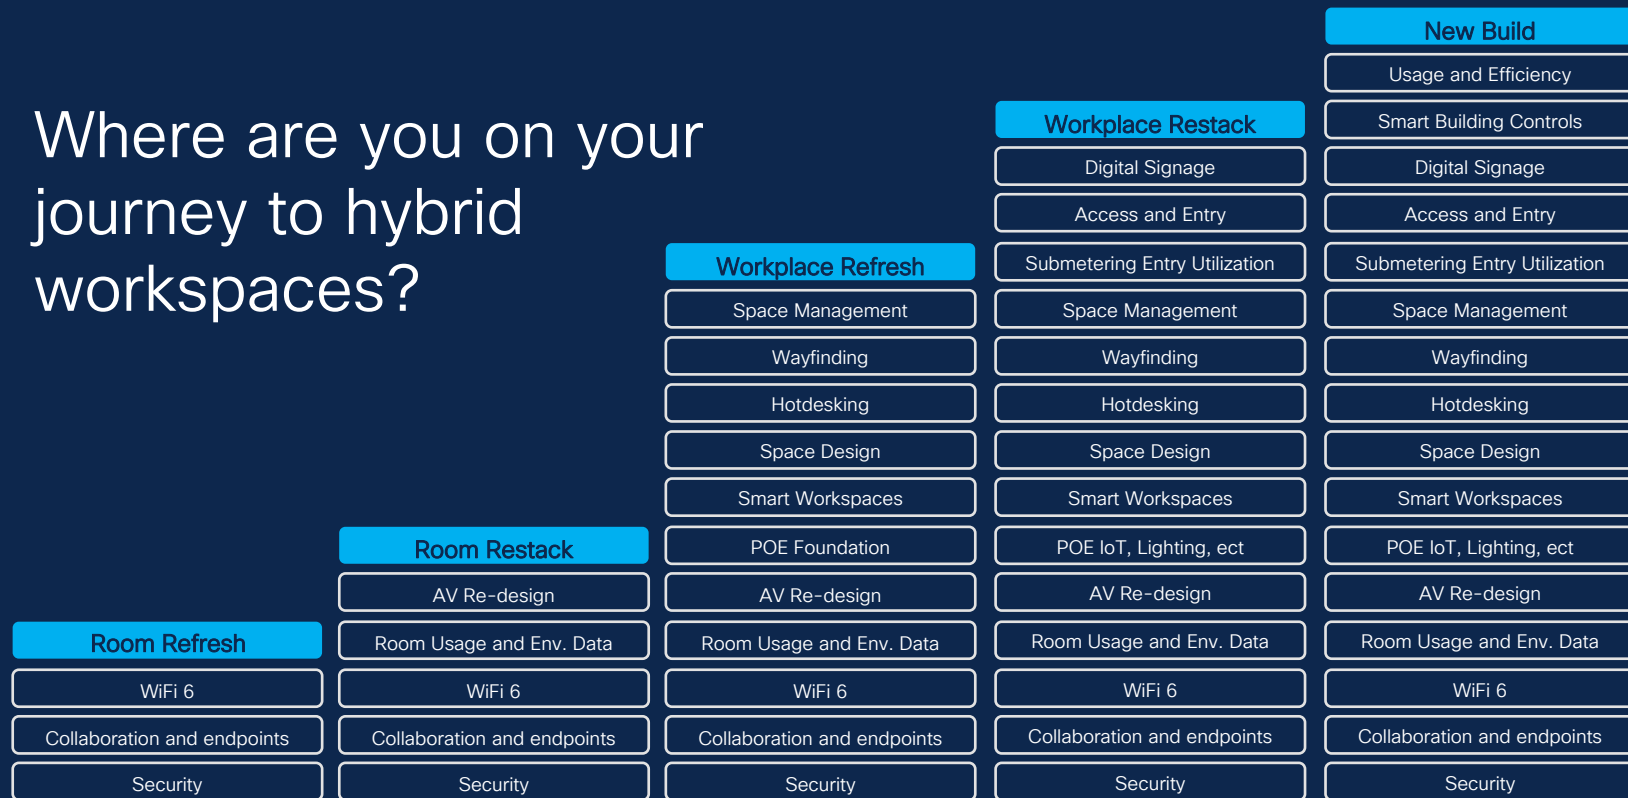 Where are you on your
journey to hybrid
workspaces?
Room Refresh
WiFi 6
Collaboration and endpoints
Security
Room Restack
AV Re-design
Room Usage and Env. Data
WiFi 6
Collaboration and endpoints
Security
Workplace Refresh
Space Management
Wayfinding
Hotdesking
Space Design
Smart Workspaces
POE Foundation
AV Re-design
Room Usage and Env. Data
WiFi 6
Collaboration and endpoints
Security
Workplace Restack
Digital Signage
Access and Entry
Submetering Entry Utilization
Space Management
Wayfinding
Hotdesking
Space Design
Smart Workspaces
POE IoT, Lighting, ect
AV Re-design
Room Usage and Env. Data
WiFi 6
Collaboration and endpoints
Security
New Build
Usage and Efficiency
Smart Building Controls
Digital Signage
Access and Entry
Submetering Entry Utilization
Space Management
Wayfinding
Hotdesking
Space Design
Smart Workspaces
POE IoT, Lighting, ect
AV Re-design
Room Usage and Env. Data
WiFi 6
Collaboration and endpoints
Security